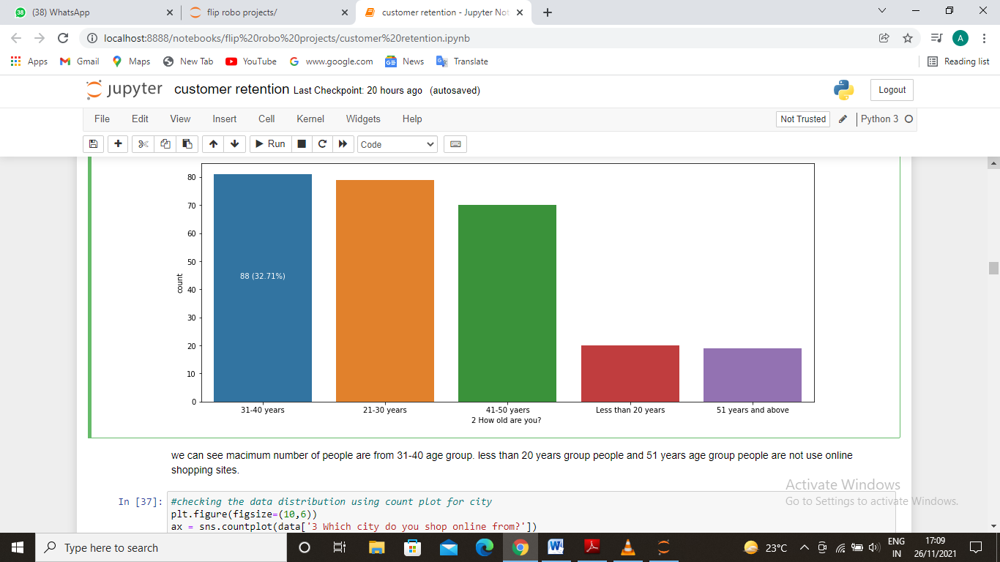 38 (38) WhatsApp
flip robo projects/
customer retention - Jupyter Not
localhost:8888/notebooks/flip%20robo%20projects/customer%20retention.ipynb
A
Apps Gmail Maps New Tab YouTube G www.google.com GE News Translate Reading list
jupyter customer retention Last Checkpoint: 20 hours ago (autosaved) Logout
File Edit View Insert Cell Kernel Widgets Help Not Trusted Python 3
Run Code
80
70
60
50
88 (32.71%)
count
40
30
20
10
0
31-40 years 21-30 years 41-50 yaers Less than 20 years 51 years and above
2 How old are you?
we can see macimum number of people are from 31-40 age group. less than 20 years group people and 51 years age group people are not use online
shopping sites.
Activate Windows
Go to Settings to activate Windows.
In [37]: #checking the data distribution using count plot for city
plt.figure(figsize=(10,6))
ax = sns.countplot(data['3 Which city do you shop online from?'])
Type here to search
23°C
ENG
IN
17:09
26/11/2021